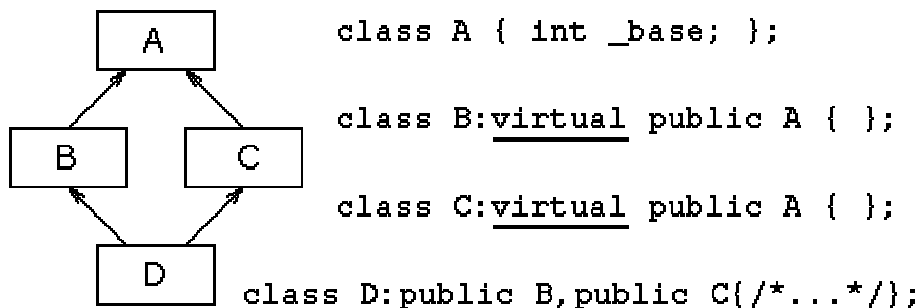 A
class A { int _base; };
class B:virtual public A { };
B
C
class C:virtual public A { };
D
class D:public B,public C{/*...*/};